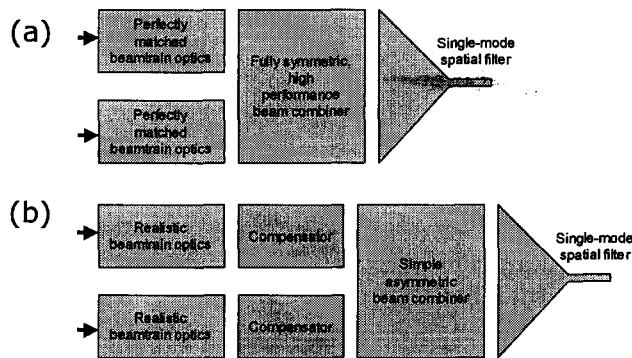 (a)
Perfectly
matched
beamtrain optics
Perfectly
matched
beamtrain optics
Fully symmetric,
high
performance
beam combiner
Single-mode
spatial filter
(b)
Realistic
beamtrain optics
Compensator
Realistic
beamtrain optics
Compensator
Simple
asymmetric
beam combiner
Single-mode
spatial filter